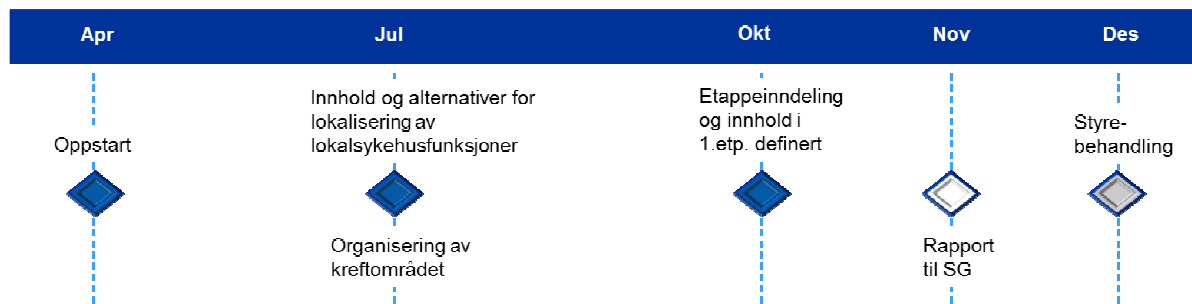 Apr
Jul
Okt
Nov
Des
Oppstart
Innhold og alternativer for
lokalisering av
lokalsykehusfunksjoner
Organisering av
kreftområdet
Etappeinndeling
og innhold i
1.etp. definert
Rapport
til SG
Styre-
behandling